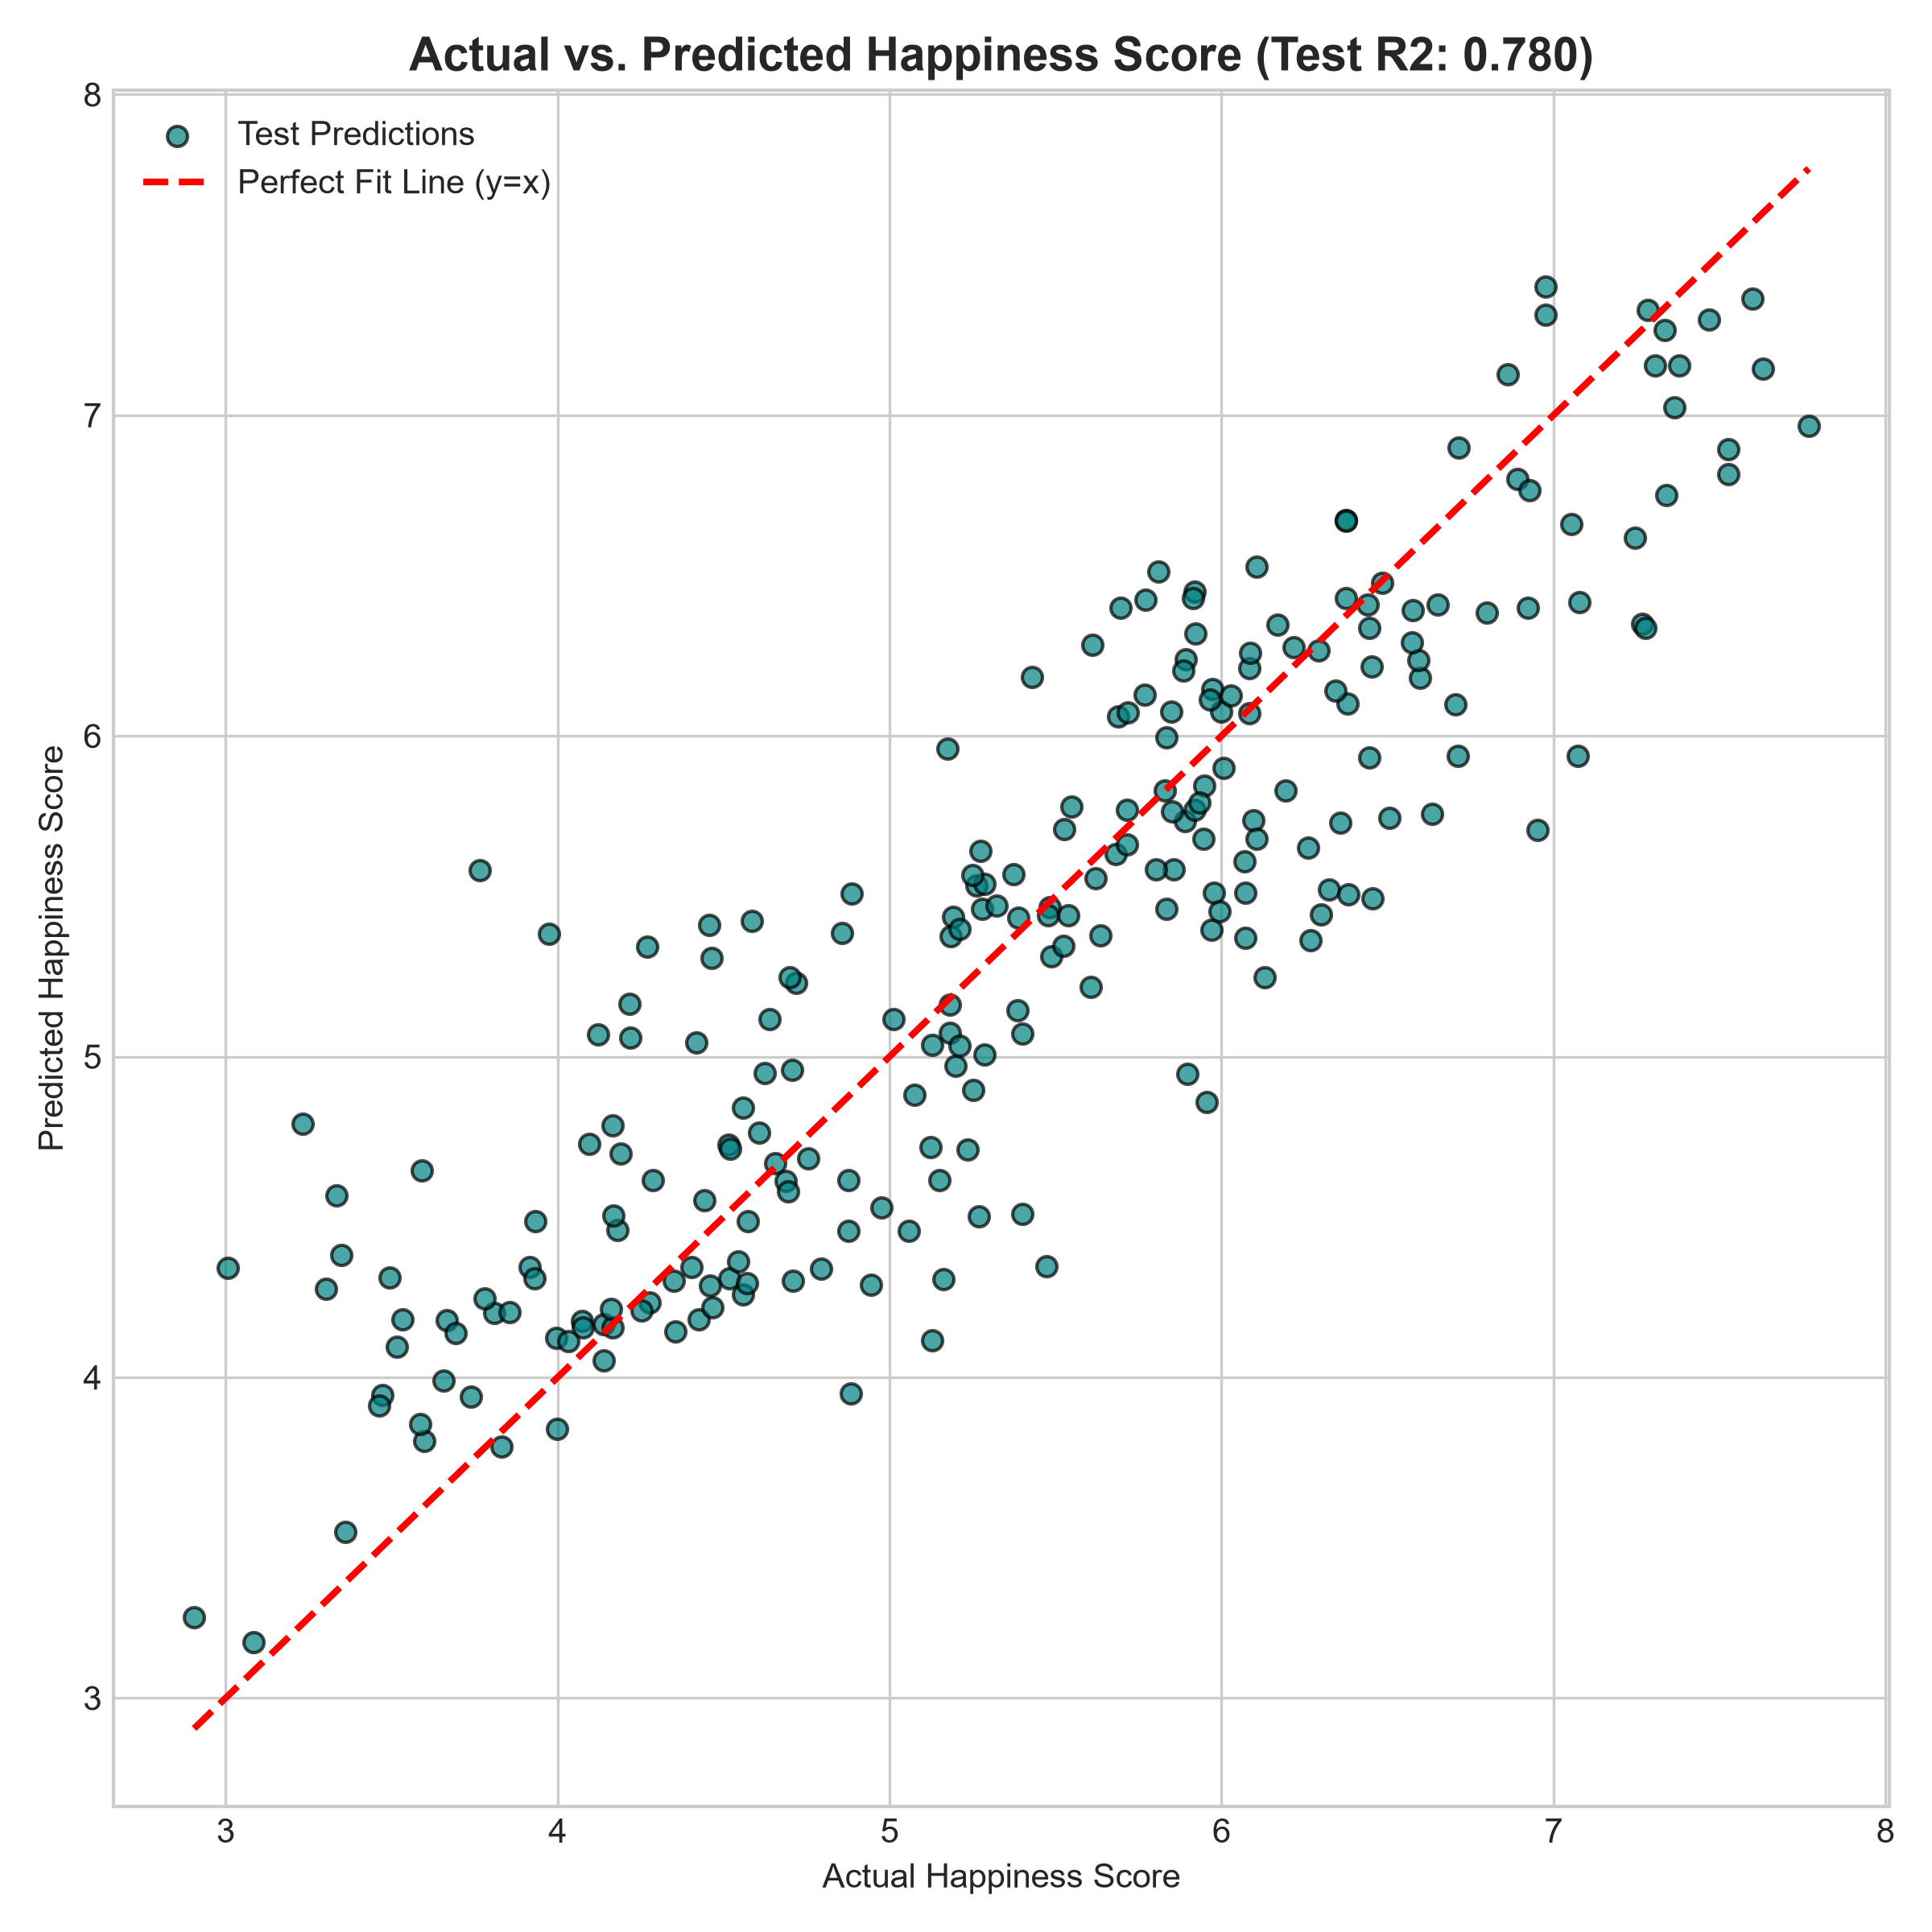 Actual vs. Predicted Happiness Score (Test R2: 0.780)
Test Predictions
Perfect Fit Line (y=x)
Predicted Happiness Score
8
7
6
5
4
3
3 4 5 6 7 8
Actual Happiness Score